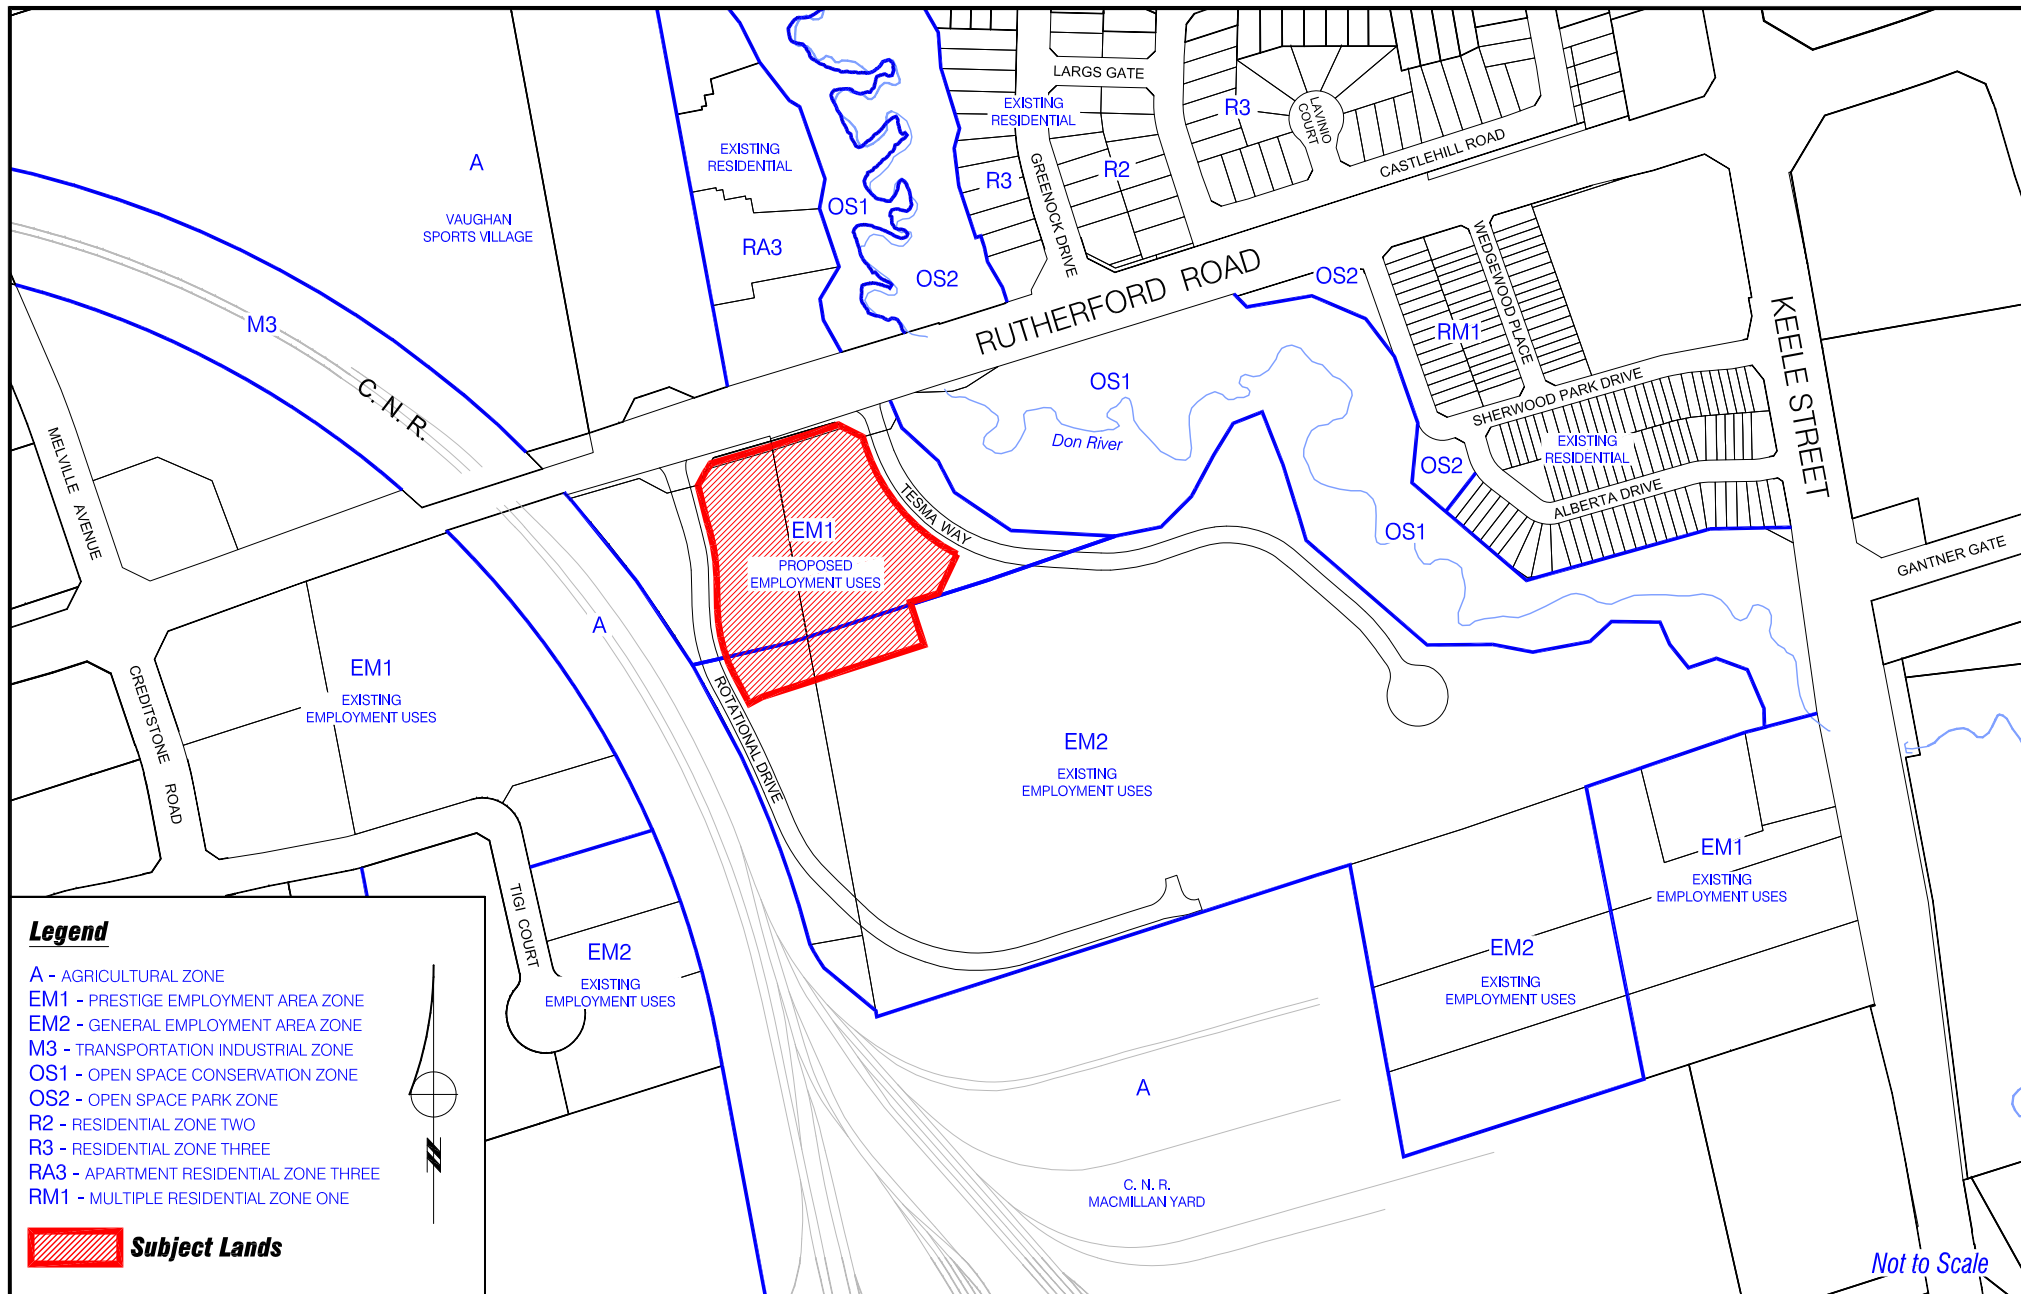 LARGS GATE
EXISTING
RESIDENTIAL
R3
LAVINIO
COURT
CASTLEHILL ROAD
A
EXISTING
RESIDENTIAL
GREENOCK DRIVE
R3
R2
VAUGHAN
SPORTS VILLAGE
OS1
RA3
OS2
RUTHERFORD ROAD
OS2
WEDGEWOOD PLACE
RM1
KEELE STREET
M3
C. N. R.
OS1
Don River
SHERWOOD PARK DRIVE
EXISTING
RESIDENTIAL
OS2
ALBERTA DRIVE
OS1
MELVILLE AVENUE
TESMA WAY
EM1
PROPOSED
EMPLOYMENT USES
GANTNER GATE
A
EM1
EXISTING
EMPLOYMENT USES
CREDITSTONE ROAD
ROTATIONAL DRIVE
EM2
EXISTING
EMPLOYMENT USES
EM1
EXISTING
EMPLOYMENT USES
TIGI COURT
EM2
EXISTING
EMPLOYMENT USES
EM2
EXISTING
EMPLOYMENT USES
A
C. N. R.
MACMILLAN YARD
Legend
A - AGRICULTURAL ZONE
EM1 - PRESTIGE EMPLOYMENT AREA ZONE
EM2 - GENERAL EMPLOYMENT AREA ZONE
M3 - TRANSPORTATION INDUSTRIAL ZONE
OS1 - OPEN SPACE CONSERVATION ZONE
OS2 - OPEN SPACE PARK ZONE
R2 - RESIDENTIAL ZONE TWO
R3 - RESIDENTIAL ZONE THREE
RA3 - APARTMENT RESIDENTIAL ZONE THREE
RM1 - MULTIPLE RESIDENTIAL ZONE ONE
N
Subject Lands
Not to Scale